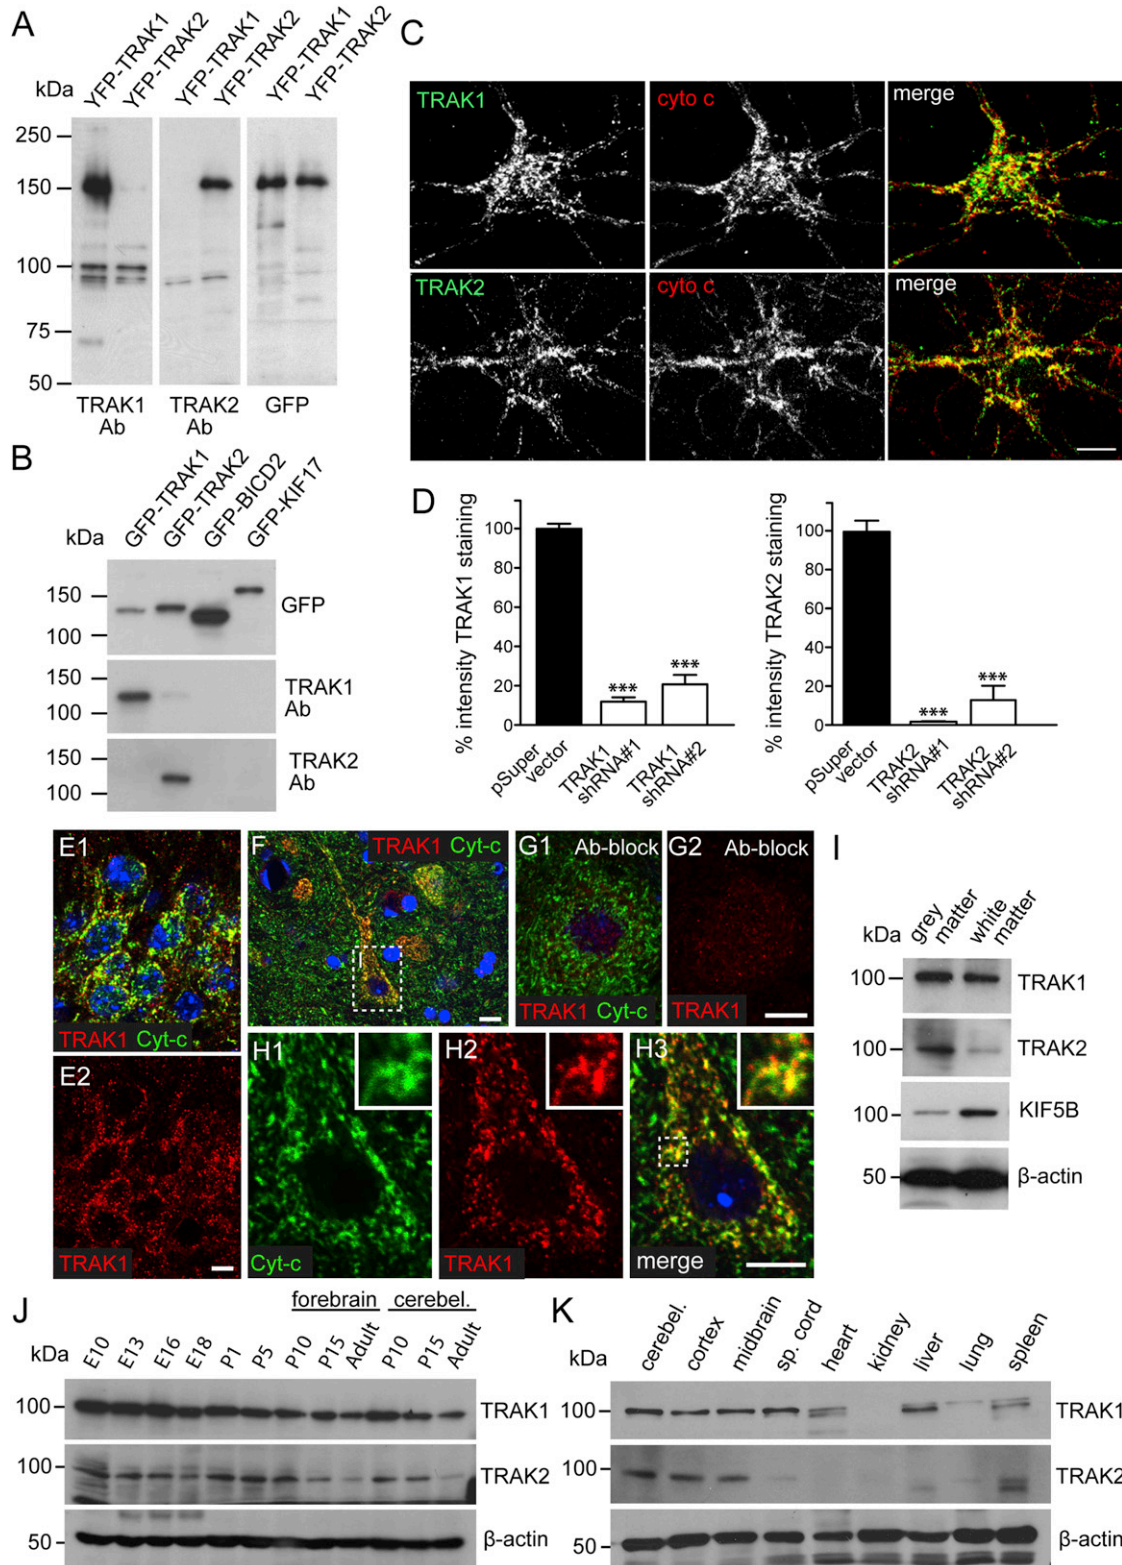 A
YFP-TRAK1
YFP-TRAK2
YFP-TRAK1
YFP-TRAK2
YFP-TRAK1
YFP-TRAK2
kDa
250
150
100
75
50
TRAK1 Ab
TRAK2 Ab
GFP
B
GFP-TRAK1
GFP-TRAK2
GFP-BICD2
GFP-KIF17
kDa
150
100
GFP
150
100
TRAK1 Ab
150
100
TRAK2 Ab
C
TRAK1
cyto c
merge
TRAK2
cyto c
merge
D
% intensity TRAK1 staining
100
80
60
40
20
0
***
***
pSuper vector
TRAK1 shRNA#1
TRAK1 shRNA#2
% intensity TRAK2 staining
100
80
60
40
20
0
***
***
pSuper vector
TRAK2 shRNA#1
TRAK2 shRNA#2
E1
TRAK1 Cyt-c
E2
TRAK1
F
TRAK1 Cyt-c
G1
Ab-block
TRAK1 Cyt-c
G2
Ab-block
TRAK1
H1
Cyt-c
H2
TRAK1
H3
merge
I
grey matter
white matter
kDa
100
TRAK1
100
TRAK2
100
KIF5B
50
β-actin
J
forebrain
cerebel.
kDa
E10
E13
E16
E18
P1
P5
P10
P15
Adult
P10
P15
Adult
100
TRAK1
100
TRAK2
50
β-actin
K
kDa
cerebel.
cortex
midbrain
sp. cord
heart
kidney
liver
lung
spleen
100
TRAK1
100
TRAK2
50
β-actin